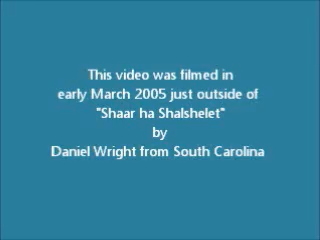 This video was filmed in
early March 2005 just outside of
"Shaar ha Shalshelet"
by
Daniel Wright from South Carolina